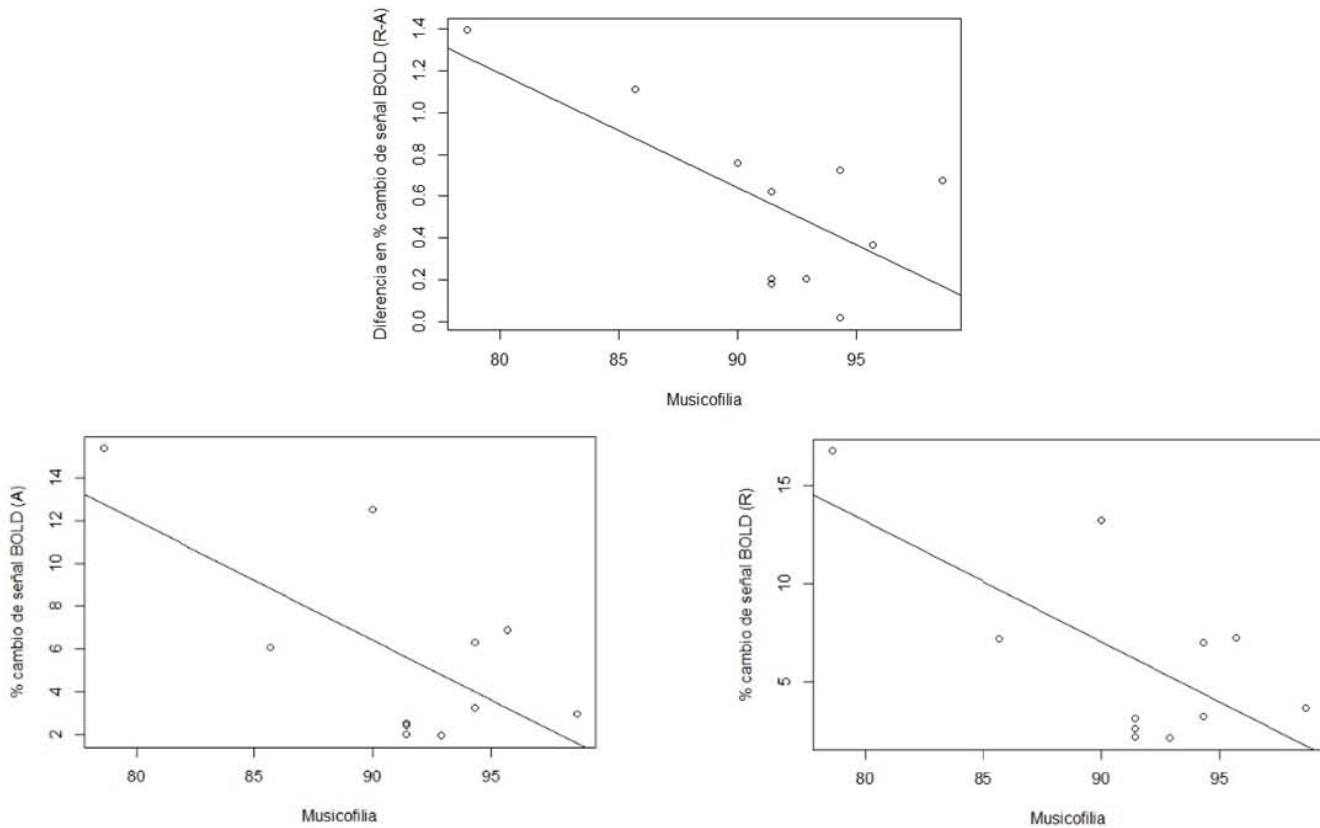 Diferencia en % cambio de señal BOLD (R-A)
1.4
1.2
1.0
0.8
0.6
0.4
0.2
0.0
80 85 90 95
Musicofilia
% cambio de señal BOLD (A)
14
12
10
8
6
4
2
80 85 90 95
Musicofilia
% cambio de señal BOLD (R)
15
10
5
80 85 90 95
Musicofilia